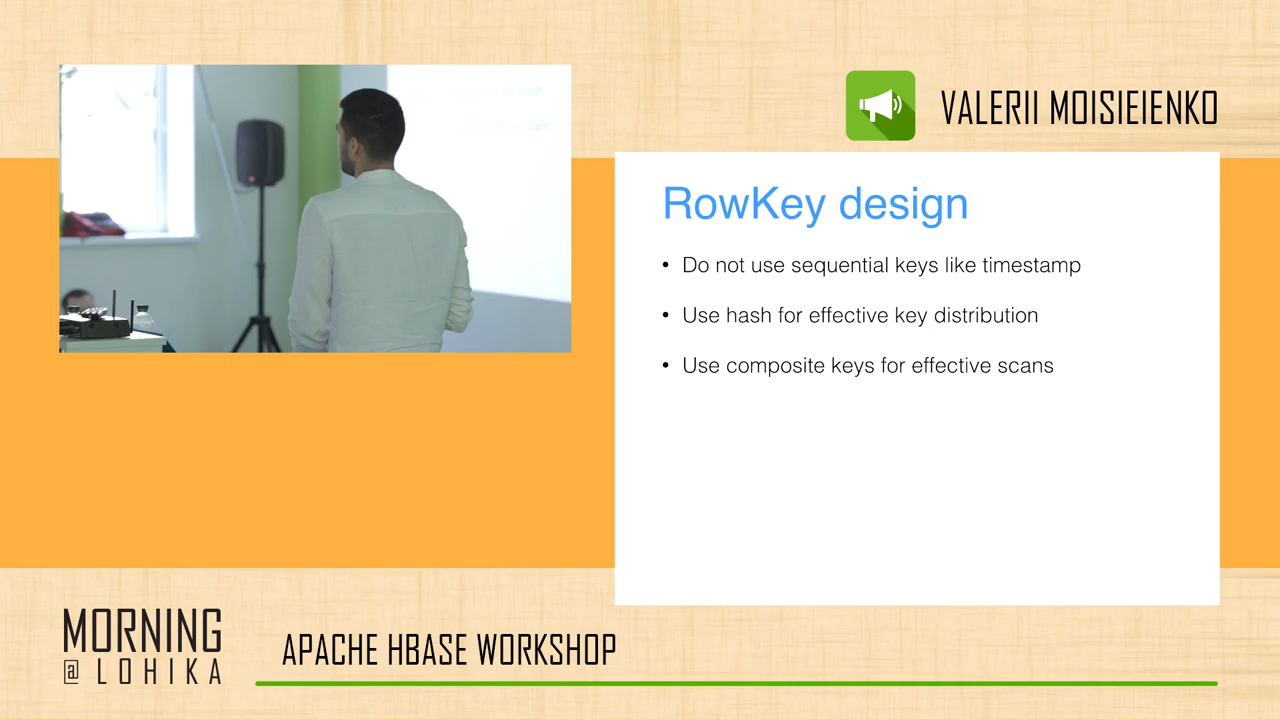 VALERII MOISIEIENKO
RowKey design
• Do not use sequential keys like timestamp
• Use hash for effective key distribution
• Use composite keys for effective scans
MORNING
@ LOHIKA
APACHE HBASE WORKSHOP